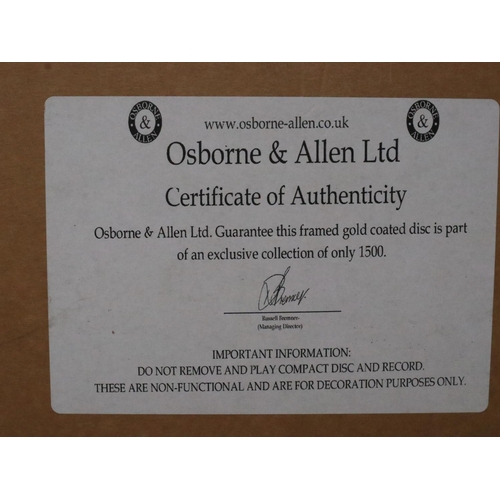 OSBORNE & ALLEN
www.osborne-allen.co.uk
OSBORNE & ALLEN
Osborne & Allen Ltd
Certificate of Authenticity
Osborne & Allen Ltd. Guarantee this framed gold coated disc is part
of an exclusive collection of only 1500.
Russell
(Managing Director)
IMPORTANT INFORMATION:
DO NOT REMOVE AND PLAY COMPACT DISC AND RECORD.
THESE ARE NON-FUNCTIONAL AND ARE FOR DECORATION PURPOSES ONLY.